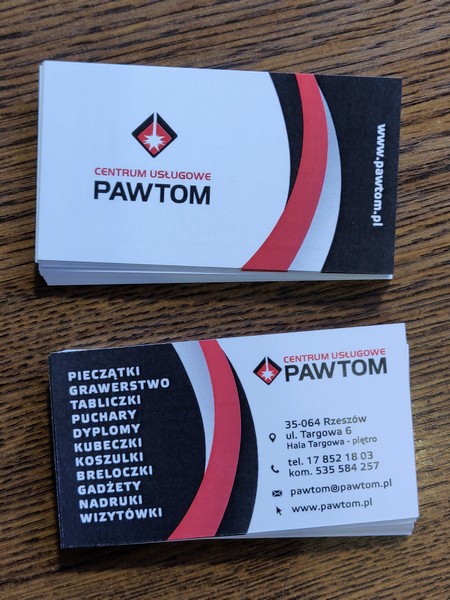 CENTRUM USŁUGOWE
PAWTOM
www.pawtom.pl
PIECZĄTKI
GRAWERSTWO
TABLICZKI
PUCHARY
DYPLOMY
KUBECZKI
KOSZULKI
BRELOCZKI
GADŻETY
NADRUKI
WIZYTÓWKI
CENTRUM USŁUGOWE
PAWTOM
35-064 Rzeszów
ul. Targowa 6
Hala Targowa - piętro
tel. 17 852 18 03
kom. 535 584 257
pawtom@pawtom.pl
www.pawtom.pl